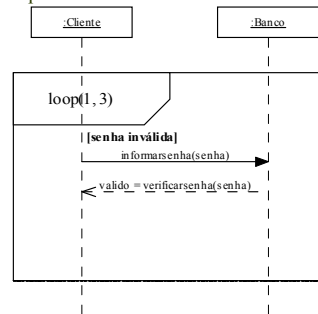 :Cliente
:Banco
loop(1, 3)
[senha inválida]
informarsenha(senha)
valido = verificarsenha(senha)